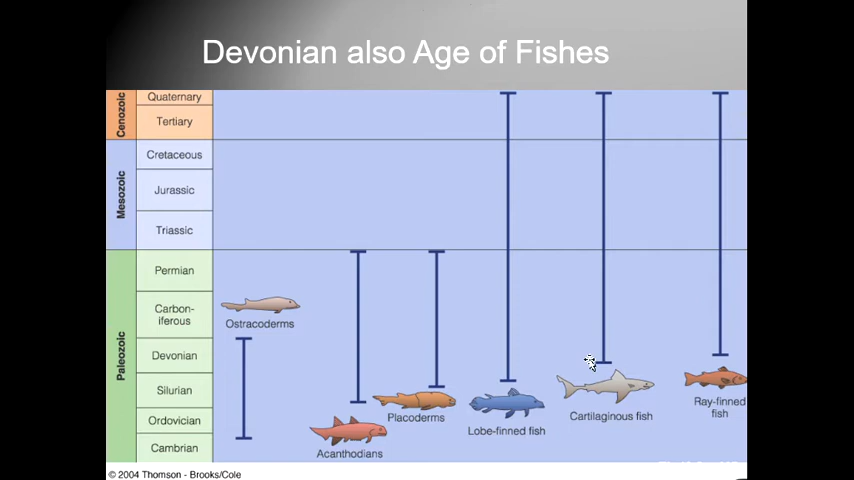 Devonian also Age of Fishes
Cenozoic
Quaternary
Tertiary
Mesozoic
Cretaceous
Jurassic
Triassic
Paleozoic
Permian
Carbon-
iferous
Devonian
Silurian
Ordovician
Cambrian
Ostracoderms
Acanthodians
Placoderms
Lobe-finned fish
Cartilaginous fish
Ray-finned
fish
© 2004 Thomson - Brooks/Cole